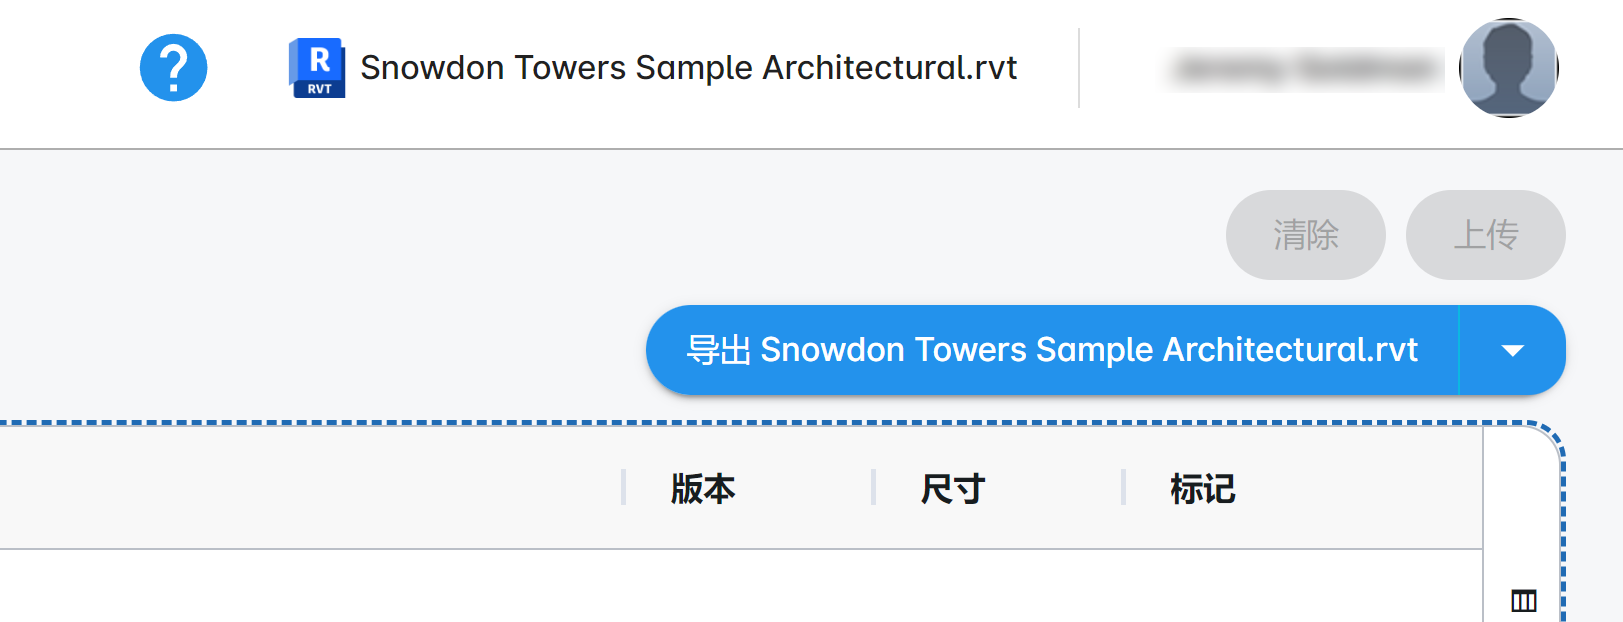 ? R RVT Snowdon Towers Sample Architectural.rvt
清除 上传
导出 Snowdon Towers Sample Architectural.rvt
版本 尺寸 标记